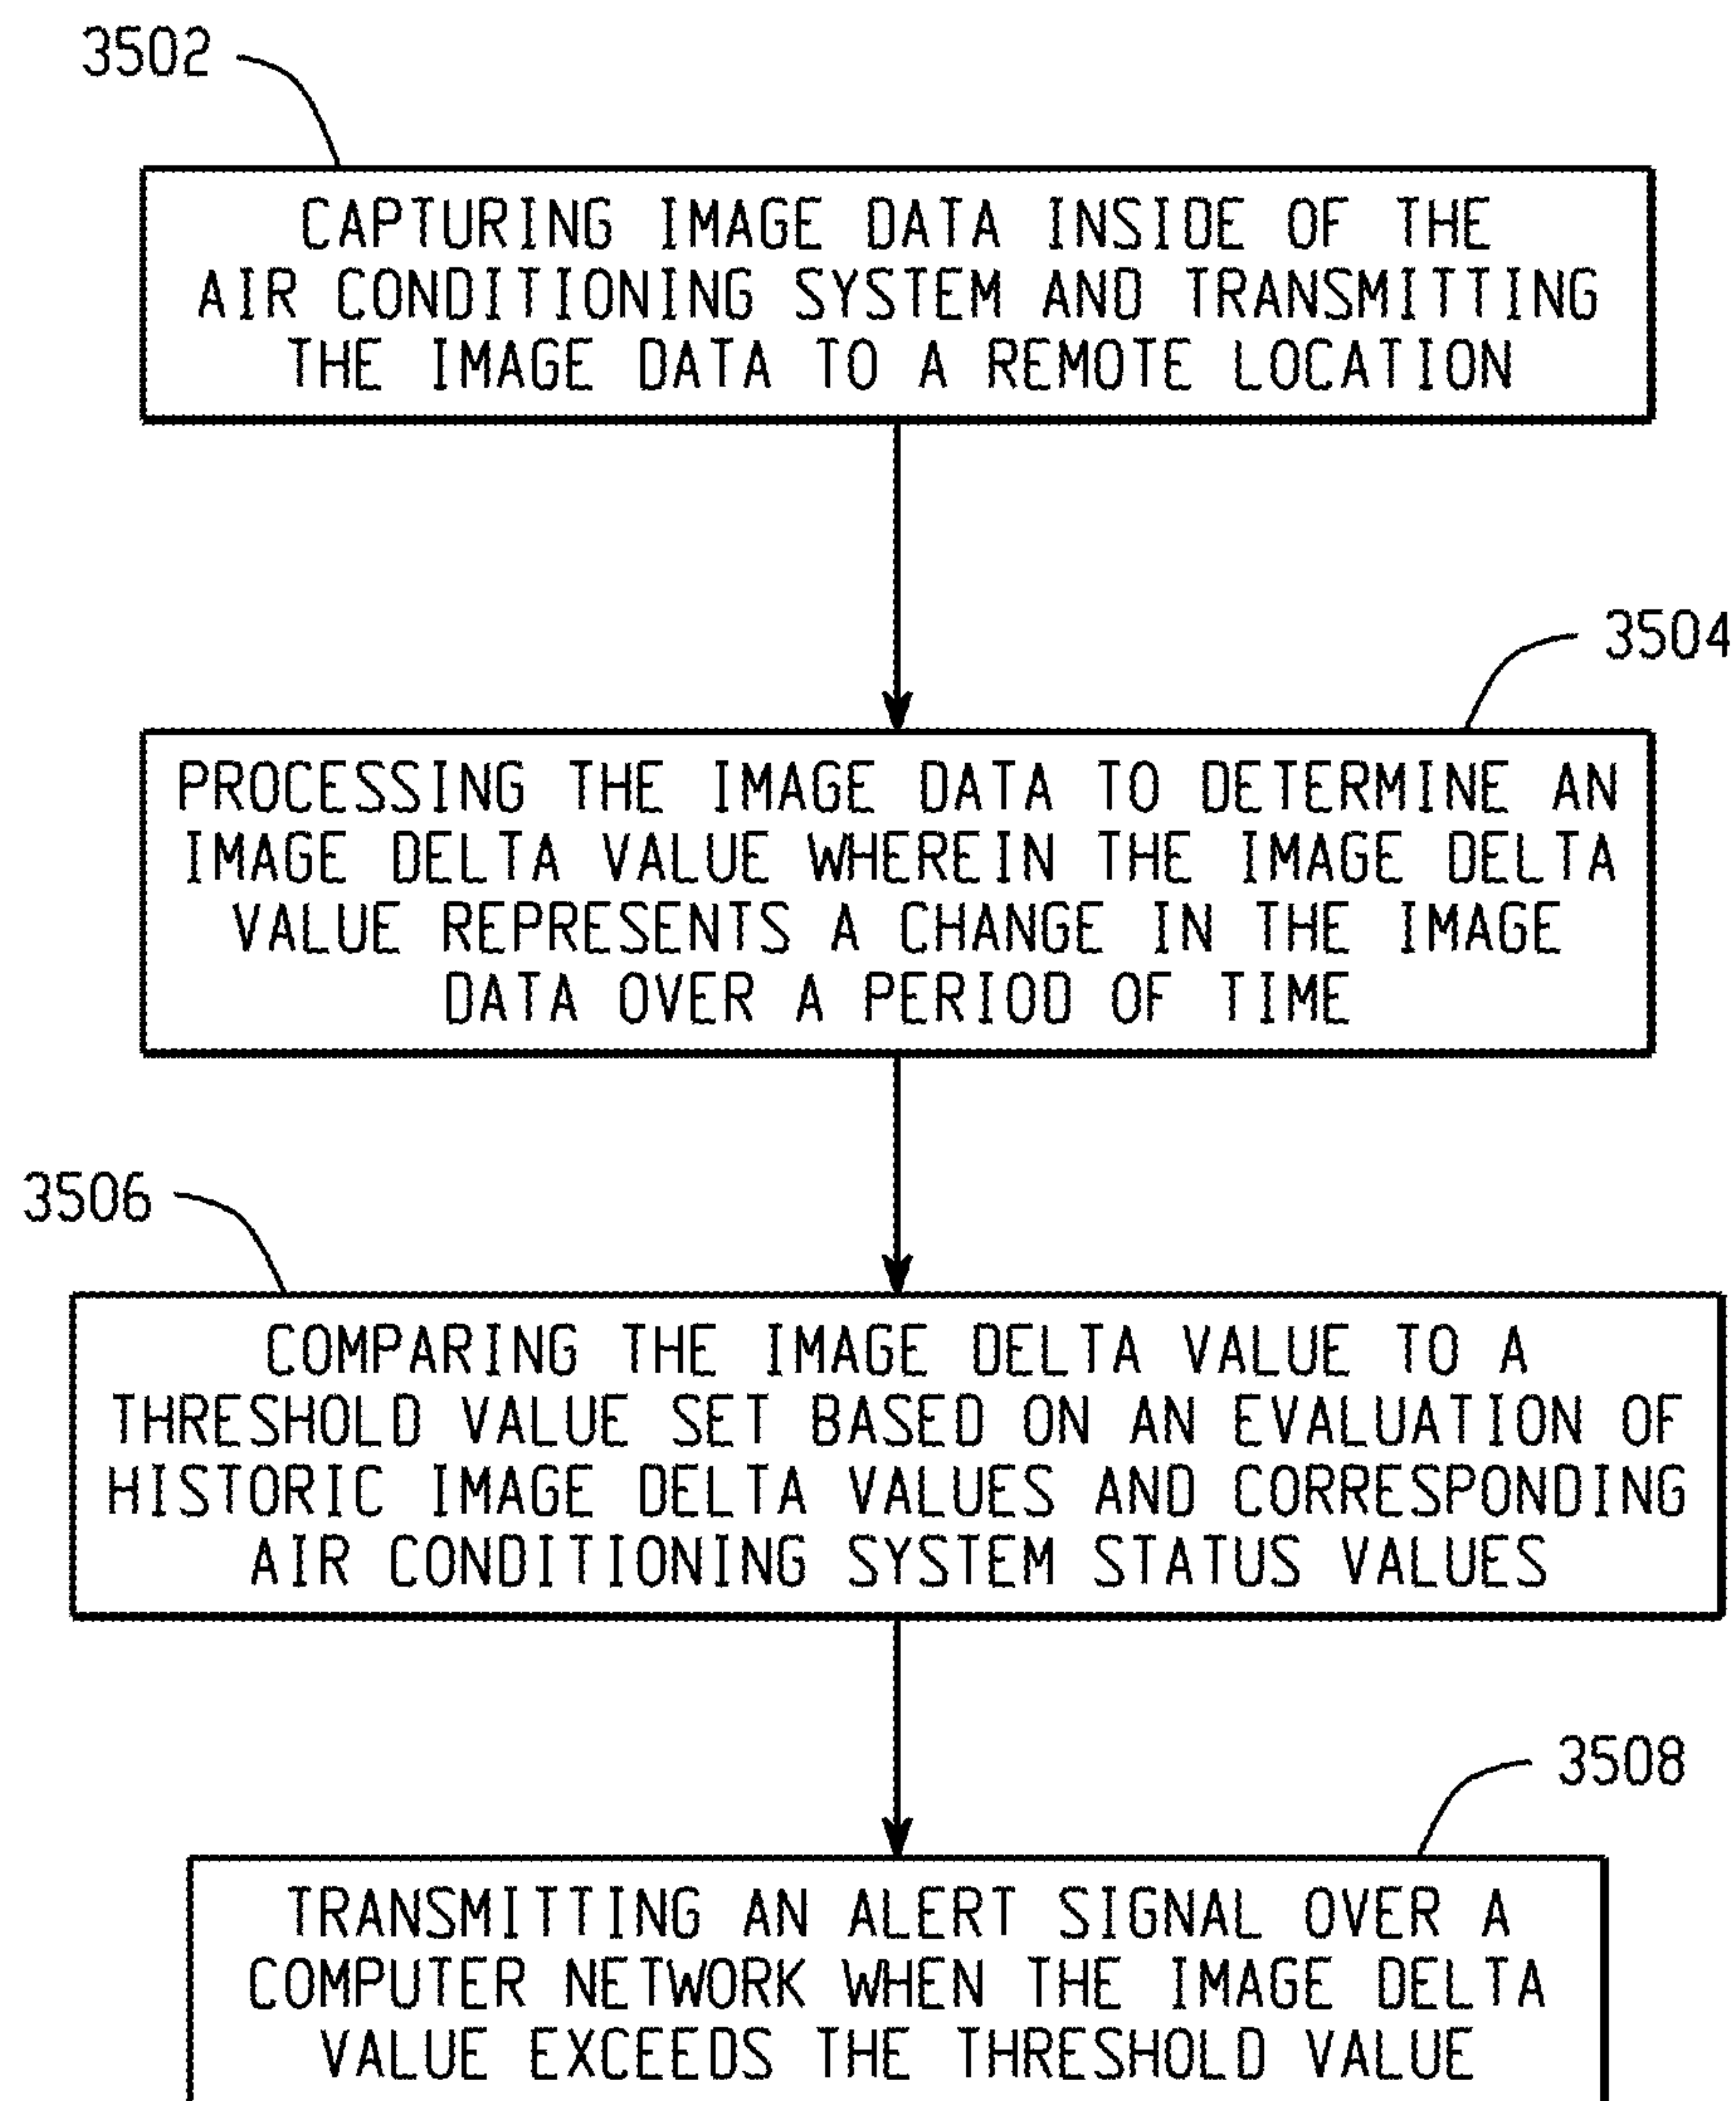 3502
CAPTURING IMAGE DATA INSIDE OF THE
AIR CONDITIONING SYSTEM AND TRANSMITTING
THE IMAGE DATA TO A REMOTE LOCATION
3504
PROCESSING THE IMAGE DATA TO DETERMINE AN
IMAGE DELTA VALUE WHEREIN THE IMAGE DELTA
VALUE REPRESENTS A CHANGE IN THE IMAGE
DATA OVER A PERIOD OF TIME
3506
COMPARING THE IMAGE DELTA VALUE TO A
THRESHOLD VALUE SET BASED ON AN EVALUATION OF
HISTORIC IMAGE DELTA VALUES AND CORRESPONDING
AIR CONDITIONING SYSTEM STATUS VALUES
3508
TRANSMITTING AN ALERT SIGNAL OVER A
COMPUTER NETWORK WHEN THE IMAGE DELTA
VALUE EXCEEDS THE THRESHOLD VALUE